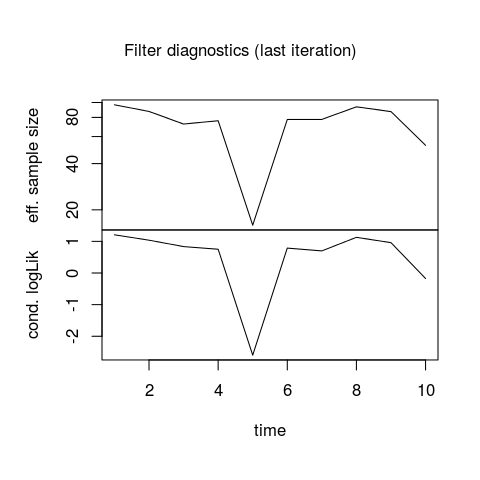 Filter diagnostics (last iteration)
eff. sample size
80
40
20
cond. logLik
1
0
-1
-2
2 4 6 8 10
time